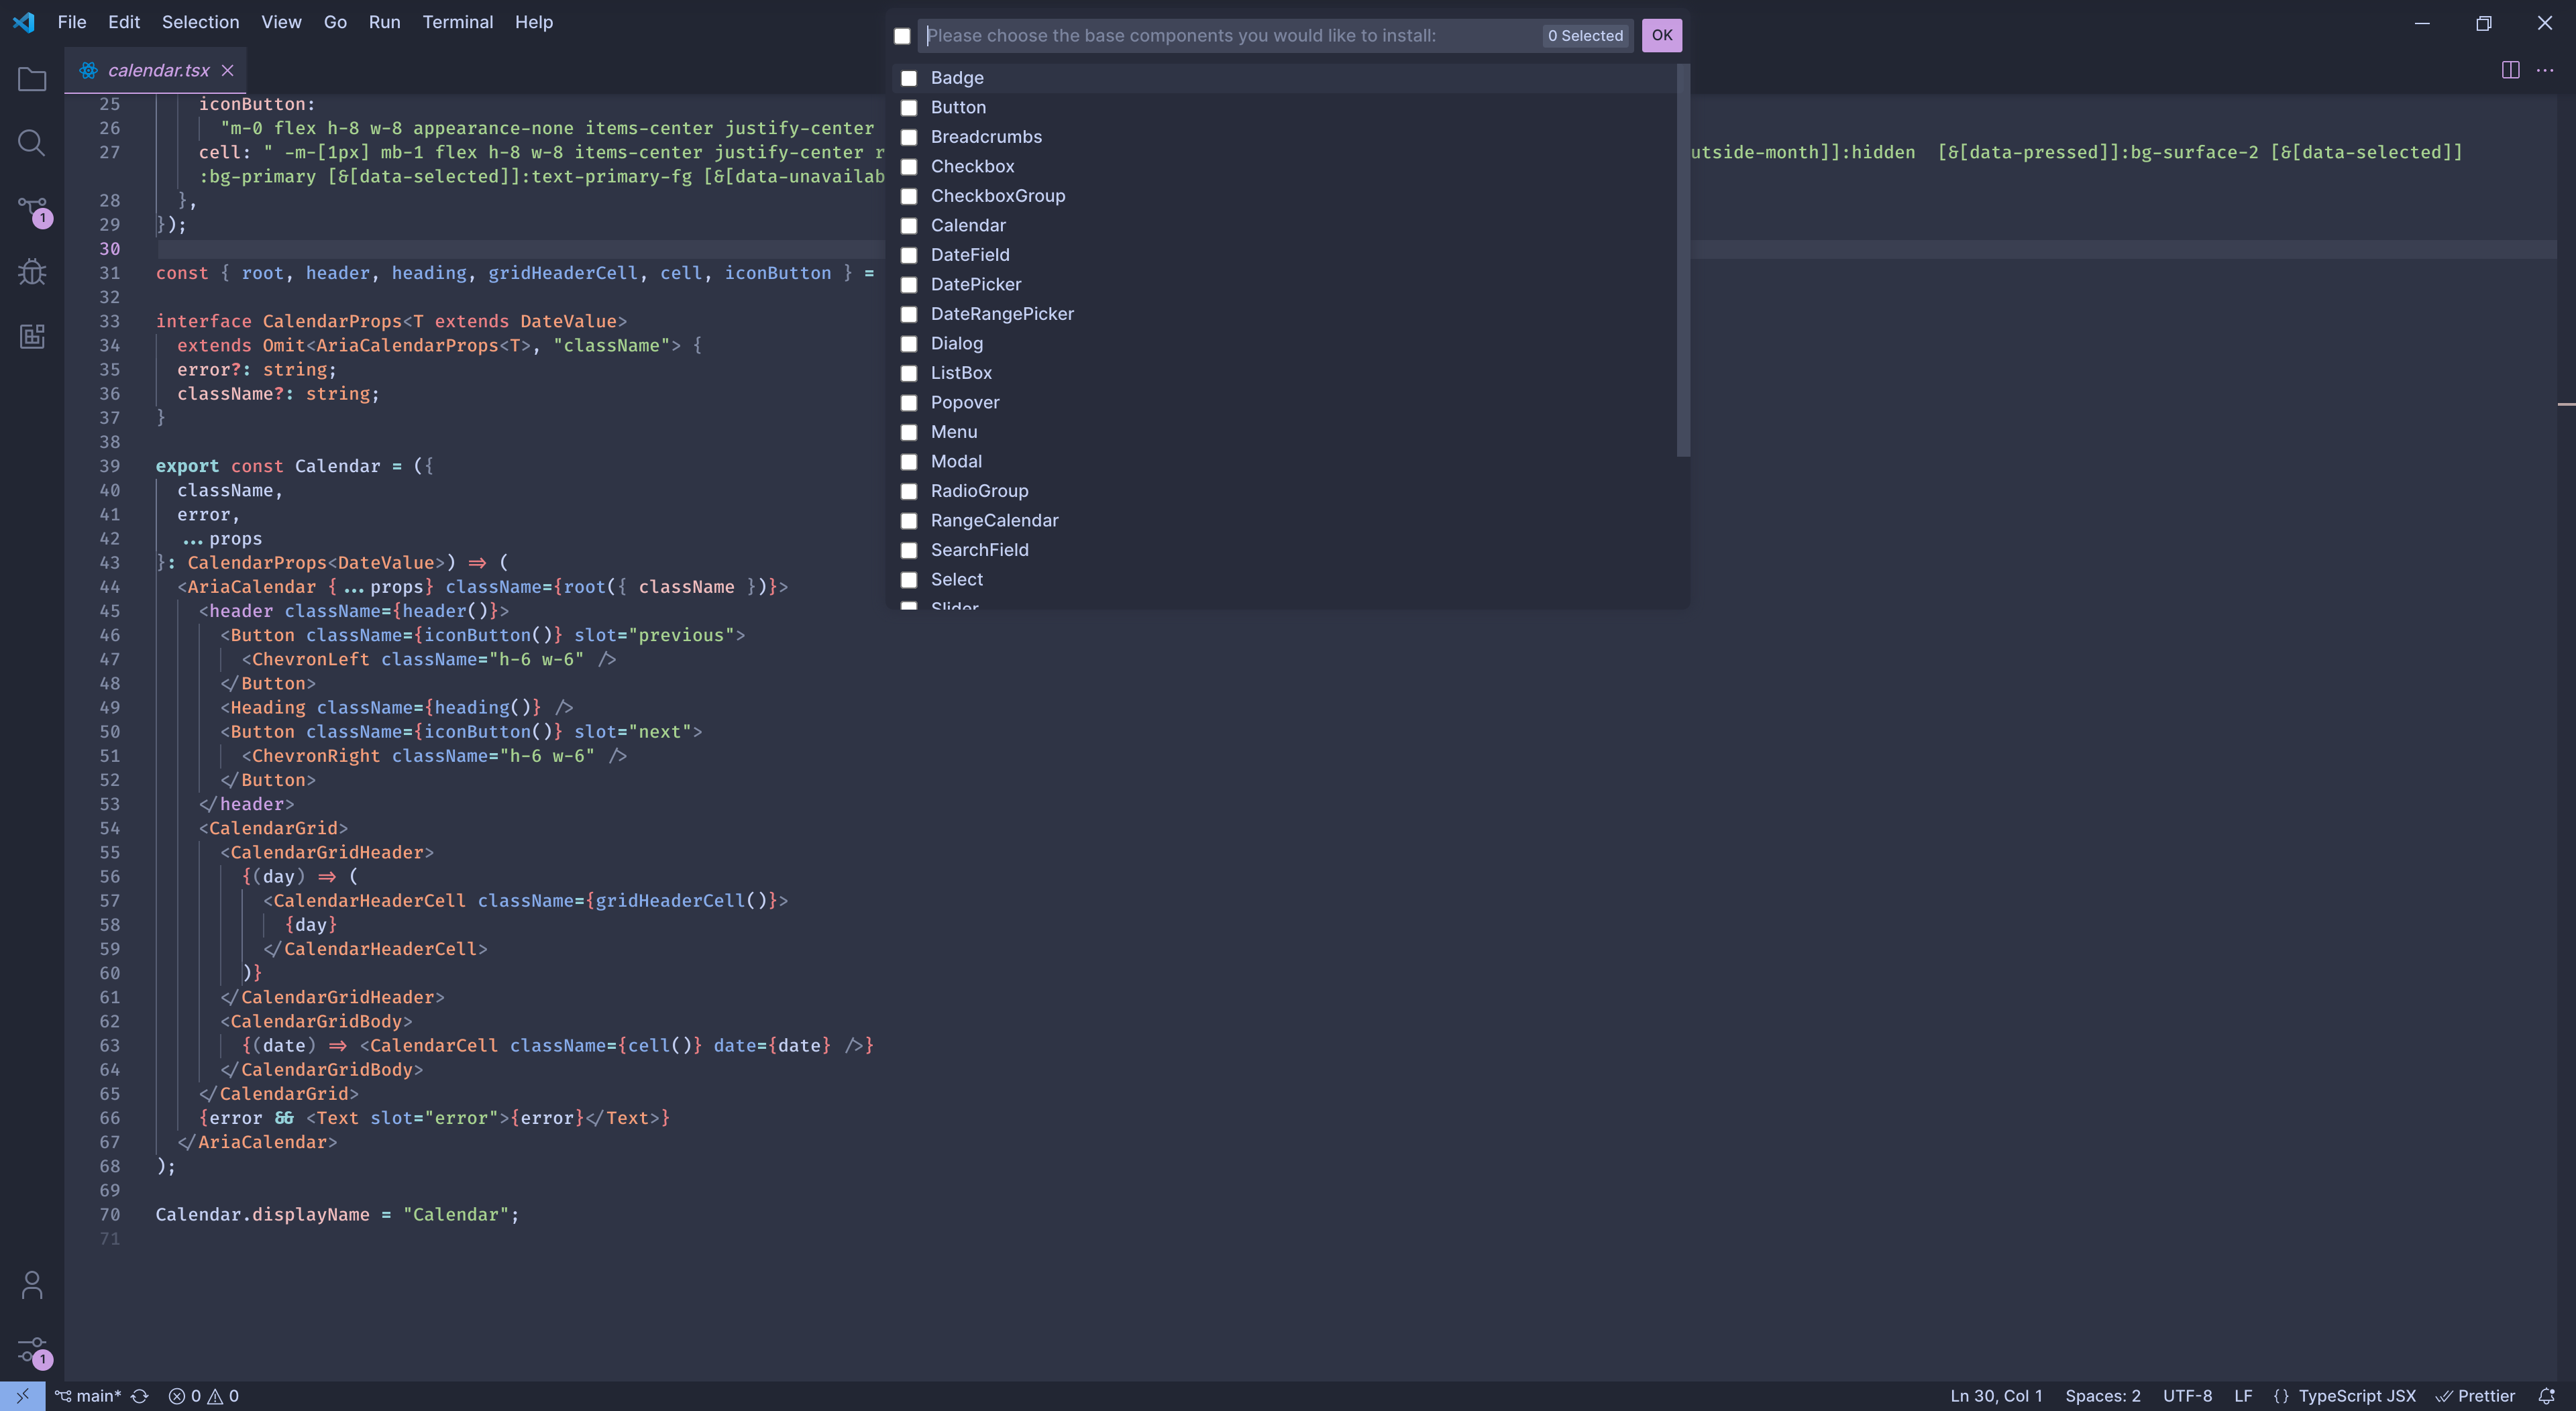 File Edit Selection View Go Run Terminal Help
Please choose the base components you would like to install: 0 Selected OK
calendar.tsx
Badge
Button
Breadcrumbs
Checkbox
CheckboxGroup
Calendar
DateField
DatePicker
DateRangePicker
Dialog
ListBox
Popover
Menu
Modal
RadioGroup
RangeCalendar
SearchField
Select
Slider
25 iconButton:
26 "m-0 flex h-8 w-8 appearance-none items-center justify-center
27 cell: " -m-[1px] mb-1 flex h-8 w-8 items-center justify-center r utside-month]]:hidden [&[data-pressed]]:bg-surface-2 [&[data-selected]]
:bg-primary [&[data-selected]]:text-primary-fg [&[data-unavailab
28 },
29 });
30
31 const { root, header, heading, gridHeaderCell, cell, iconButton } =
32
33 interface CalendarProps<T extends DateValue>
34 extends Omit<AriaCalendarProps<T>, "className"> {
35 error?: string;
36 className?: string;
37 }
38
39 export const Calendar = ({
40 className,
41 error,
42 ...props
43 }: CalendarProps<DateValue>) => (
44 <AriaCalendar {...props} className={root({ className })}>
45 <header className={header()}>
46 <Button className={iconButton()} slot="previous">
47 <ChevronLeft className="h-6 w-6" />
48 </Button>
49 <Heading className={heading()} />
50 <Button className={iconButton()} slot="next">
51 <ChevronRight className="h-6 w-6" />
52 </Button>
53 </header>
54 <CalendarGrid>
55 <CalendarGridHeader>
56 {(day) => (
57 <CalendarHeaderCell className={gridHeaderCell()}>
58 {day}
59 </CalendarHeaderCell>
60 )}
61 </CalendarGridHeader>
62 <CalendarGridBody>
63 {(date) => <CalendarCell className={cell()} date={date} />}
64 </CalendarGridBody>
65 </CalendarGrid>
66 {error && <Text slot="error">{error}</Text>}
67 </AriaCalendar>
68 );
69
70 Calendar.displayName = "Calendar";
71
1
1
main* 0 0 Ln 30, Col 1 Spaces: 2 UTF-8 LF {} TypeScript JSX Prettier